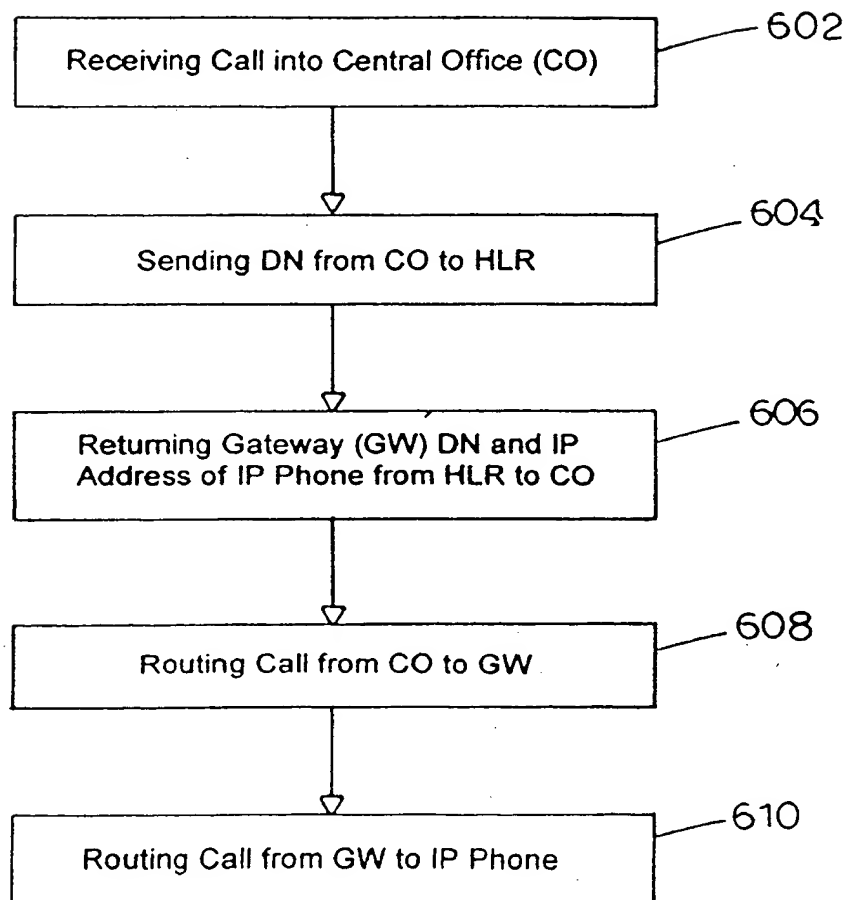 Receiving Call into Central Office (CO)
602
Sending DN from CO to HLR
604
Returning Gateway (GW) DN and IP
Address of IP Phone from HLR to CO
606
Routing Call from CO to GW
608
Routing Call from GW to IP Phone
610